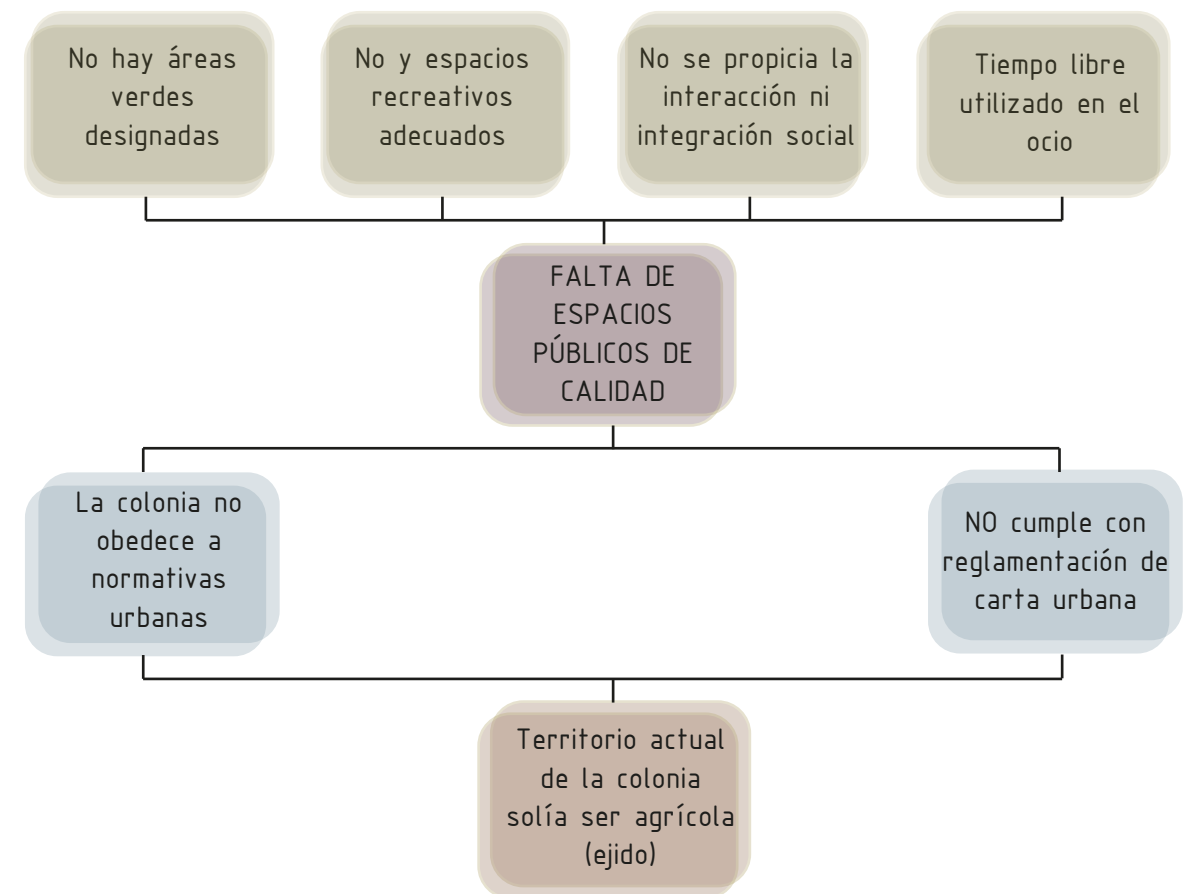 No hay áreas
verdes
designadas
No y espacios
recreativos
adecuados
No se propicia la
interacción ni
integración social
Tiempo libre
utilizado en el
ocio
FALTA DE
ESPACIOS
PÚBLICOS DE
CALIDAD
La colonia no
obedece a
normativas
urbanas
NO cumple con
reglamentación de
carta urbana
Territorio actual
de la colonia
solía ser agrícola
(ejido)